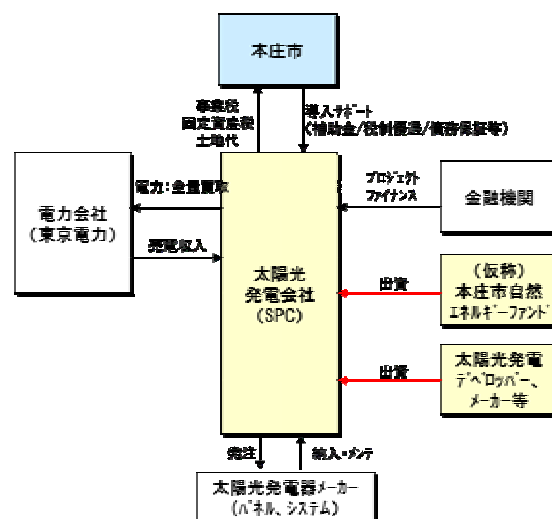 本庄市
事業税
固定資産税
土地代
導入サポート
(補助金/税制優遇/債務保証等)
電力会社
(東京電力)
電力:全量買取
売電収入
太陽光
発電会社
(SPC)
プロジェクト
ファイナンス
金融機関
出資
(仮称)
本庄市自然
エネルギーファンド
出資
太陽光発電
デベロッパー、
メーカー等
発注
納入・メンテ
太陽光発電器メーカー
(パネル、システム)